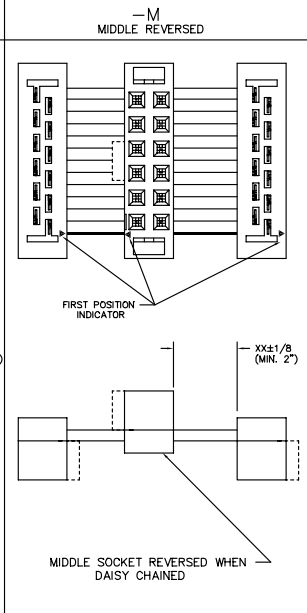 -M
MIDDLE REVERSED
FIRST POSITION
INDICATOR
XX±1/8
(MIN. 2")
)
MIDDLE SOCKET REVERSED WHEN
DAISY CHAINED